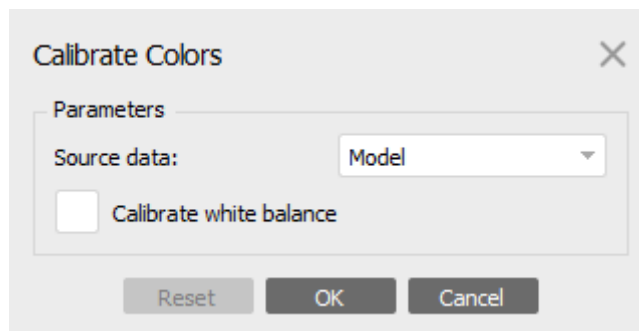 Calibrate Colors
Parameters
Source data: Model
Calibrate white balance
Reset OK Cancel